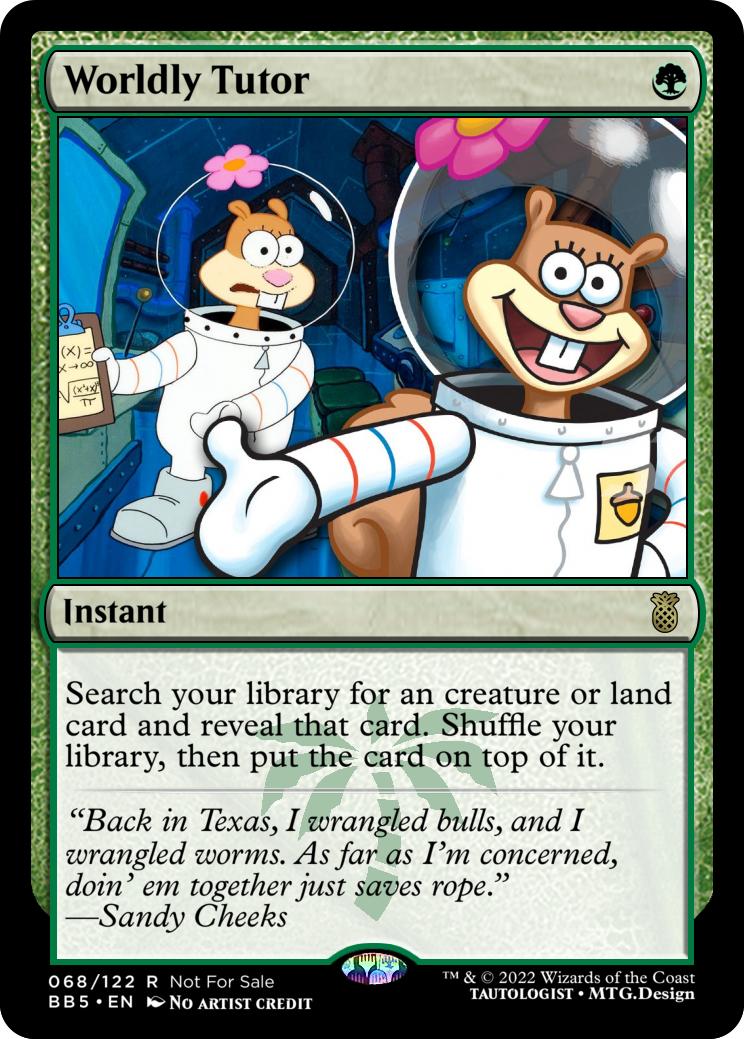 Worldly Tutor
(x) =
x→∞
√(x²+x)²
π
Instant
Search your library for an creature or land
card and reveal that card. Shuffle your
library, then put the card on top of it.
“Back in Texas, I wrangled bulls, and I
wrangled worms. As far as I’m concerned,
doin’ em together just saves rope.”
—Sandy Cheeks
068/122 R Not For Sale
BB5 • EN No artist credit
™ & © 2022 Wizards of the Coast
TAUTOLOGIST • MTG.Design